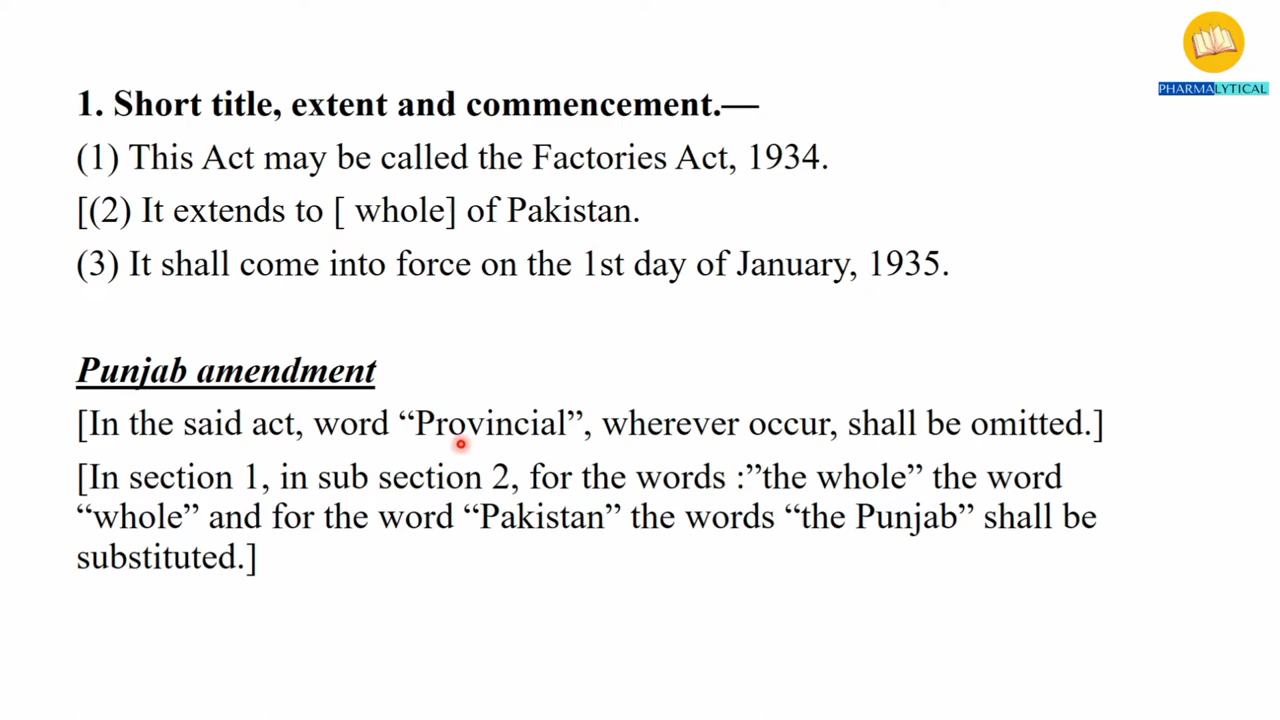 PHARMALYTICAL
1. Short title, extent and commencement.—
(1) This Act may be called the Factories Act, 1934.
[(2) It extends to [ whole] of Pakistan.
(3) It shall come into force on the 1st day of January, 1935.
Punjab amendment
[In the said act, word “Provincial”, wherever occur, shall be omitted.]
[In section 1, in sub section 2, for the words :”the whole” the word
“whole” and for the word “Pakistan” the words “the Punjab” shall be
substituted.]